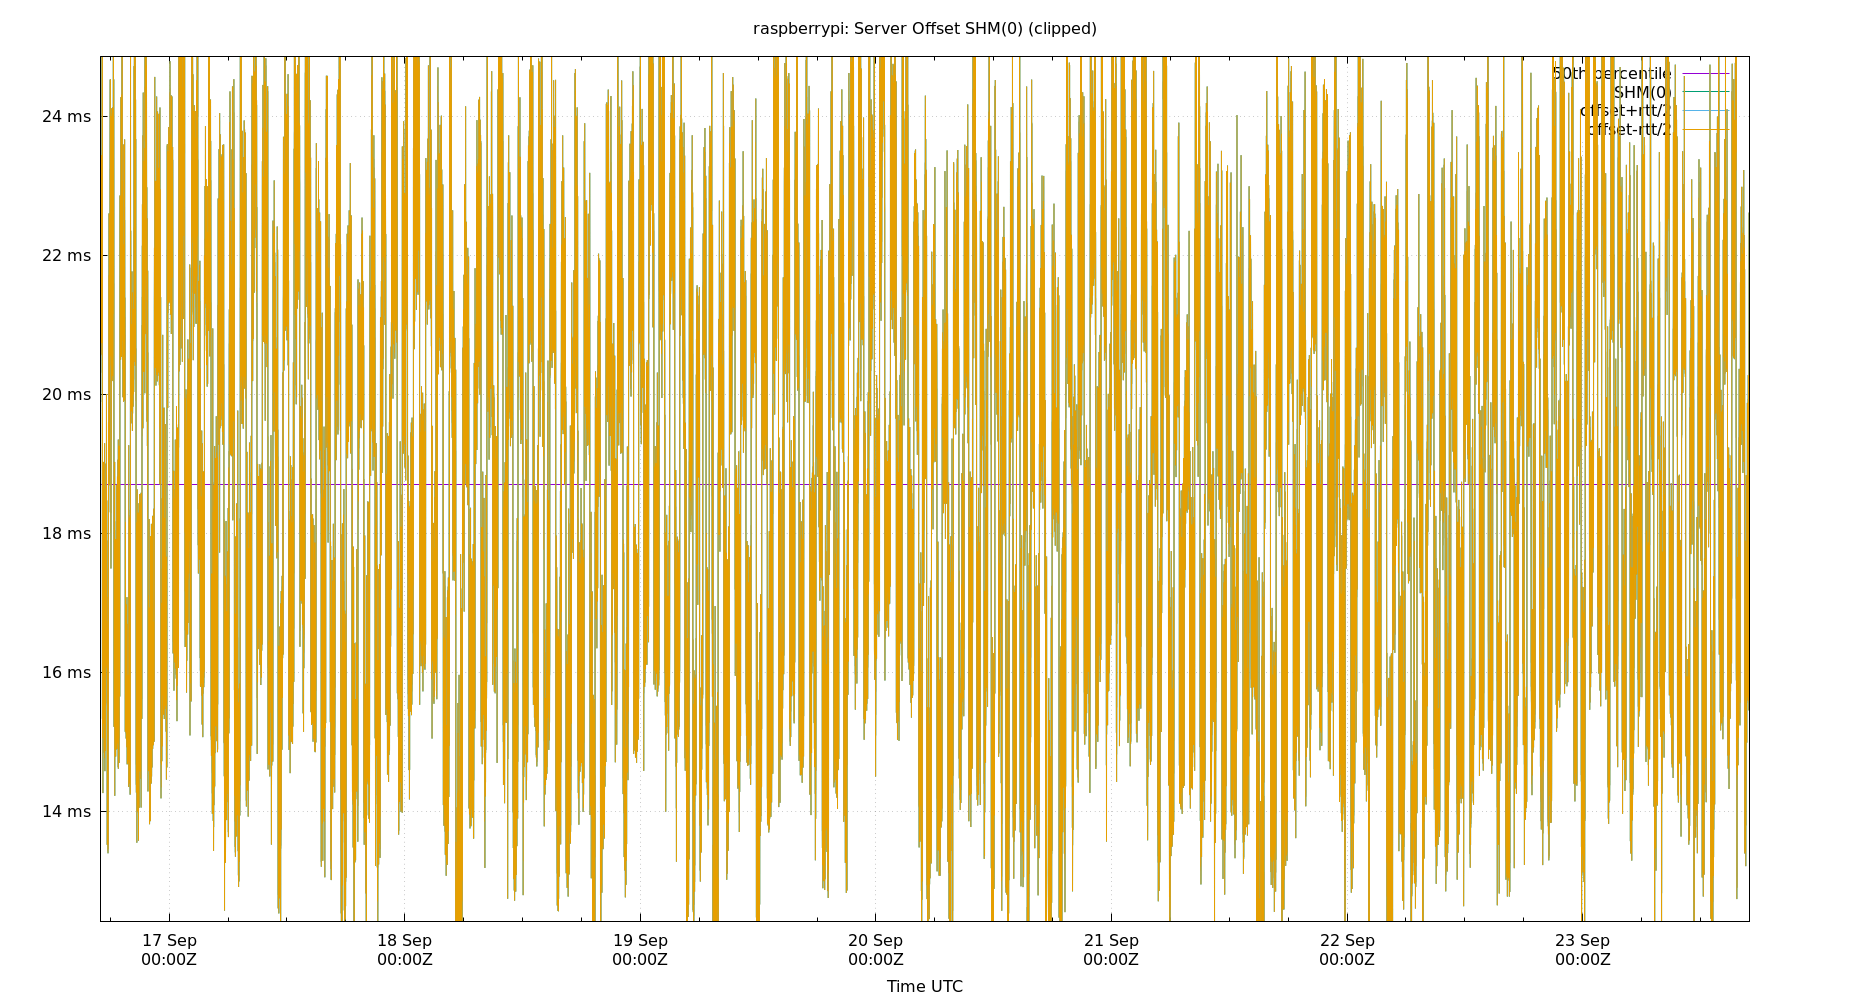 raspberrypi: Server Offset SHM(0) (clipped)
50th percentile
SHM(0)
offset+rtt/2
offset-rtt/2
24 ms
22 ms
20 ms
18 ms
16 ms
14 ms
17 Sep 18 Sep 19 Sep 20 Sep 21 Sep 22 Sep 23 Sep
00:00Z 00:00Z 00:00Z 00:00Z 00:00Z 00:00Z 00:00Z
Time UTC